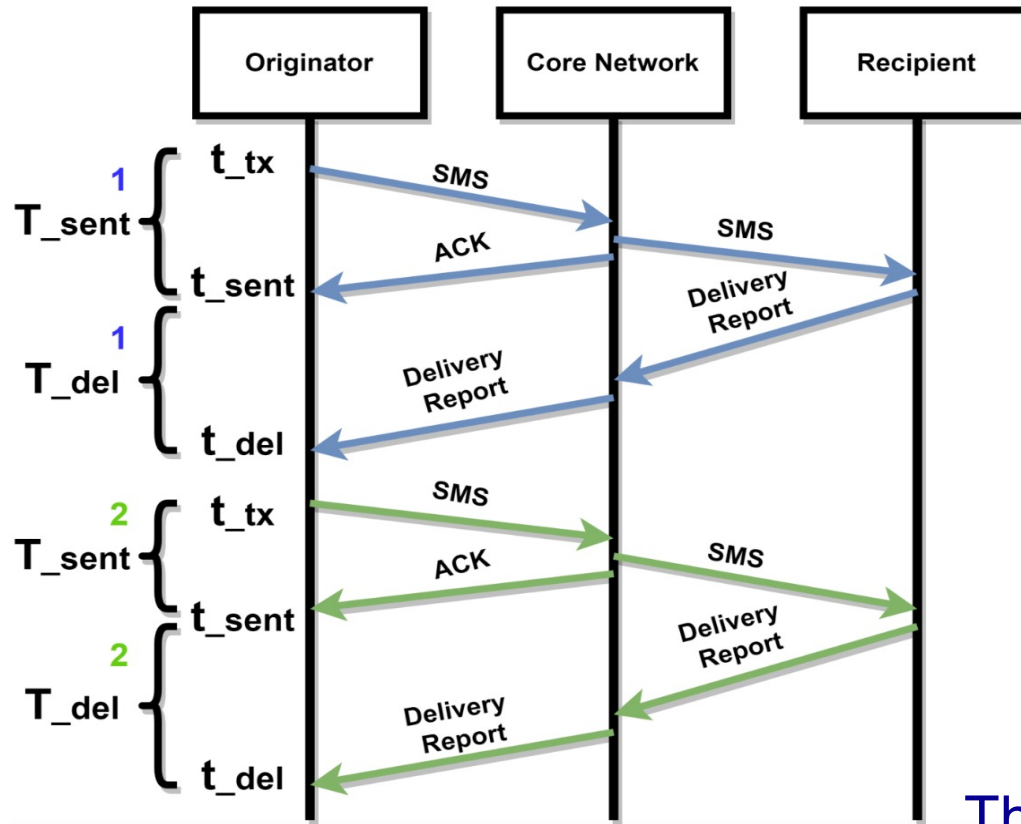 Originator
Core Network
Recipient
t_tx
SMS
1
T_sent
SMS
ACK
t_sent
Delivery
Report
1
T_del
Delivery
Report
t_del
SMS
2
t_tx
T_sent
SMS
ACK
t_sent
Delivery
Report
2
T_del
Delivery
Report
t_del
Th